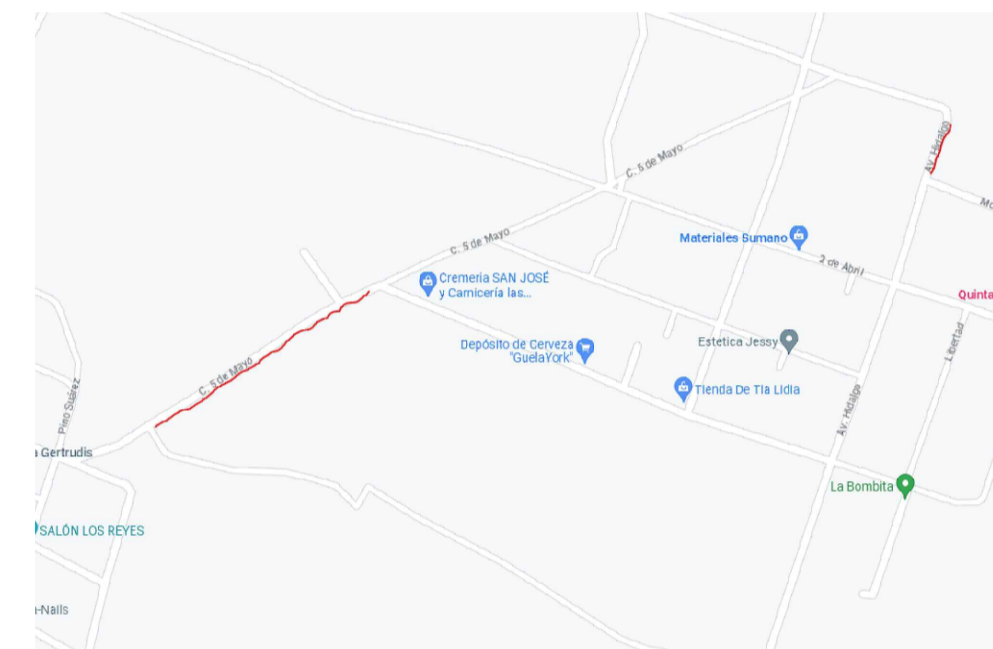 Av. Hidalgo
C. 5 de Mayo
Mo
C. 5 de Mayo
Materiales Bumano
2 de Abril
Cremeria SAN JOSÉ
y Carnicería las...
Quinta
Depósito de Cerveza
"GuelaYork"
Estetica Jessy
Libertad
C. 5 de Mayo
Tienda De Tia Lidia
Pino Suárez
Av. Hidalgo
a Gertrudis
La Bombita
SALÓN LOS REYES
-Nails